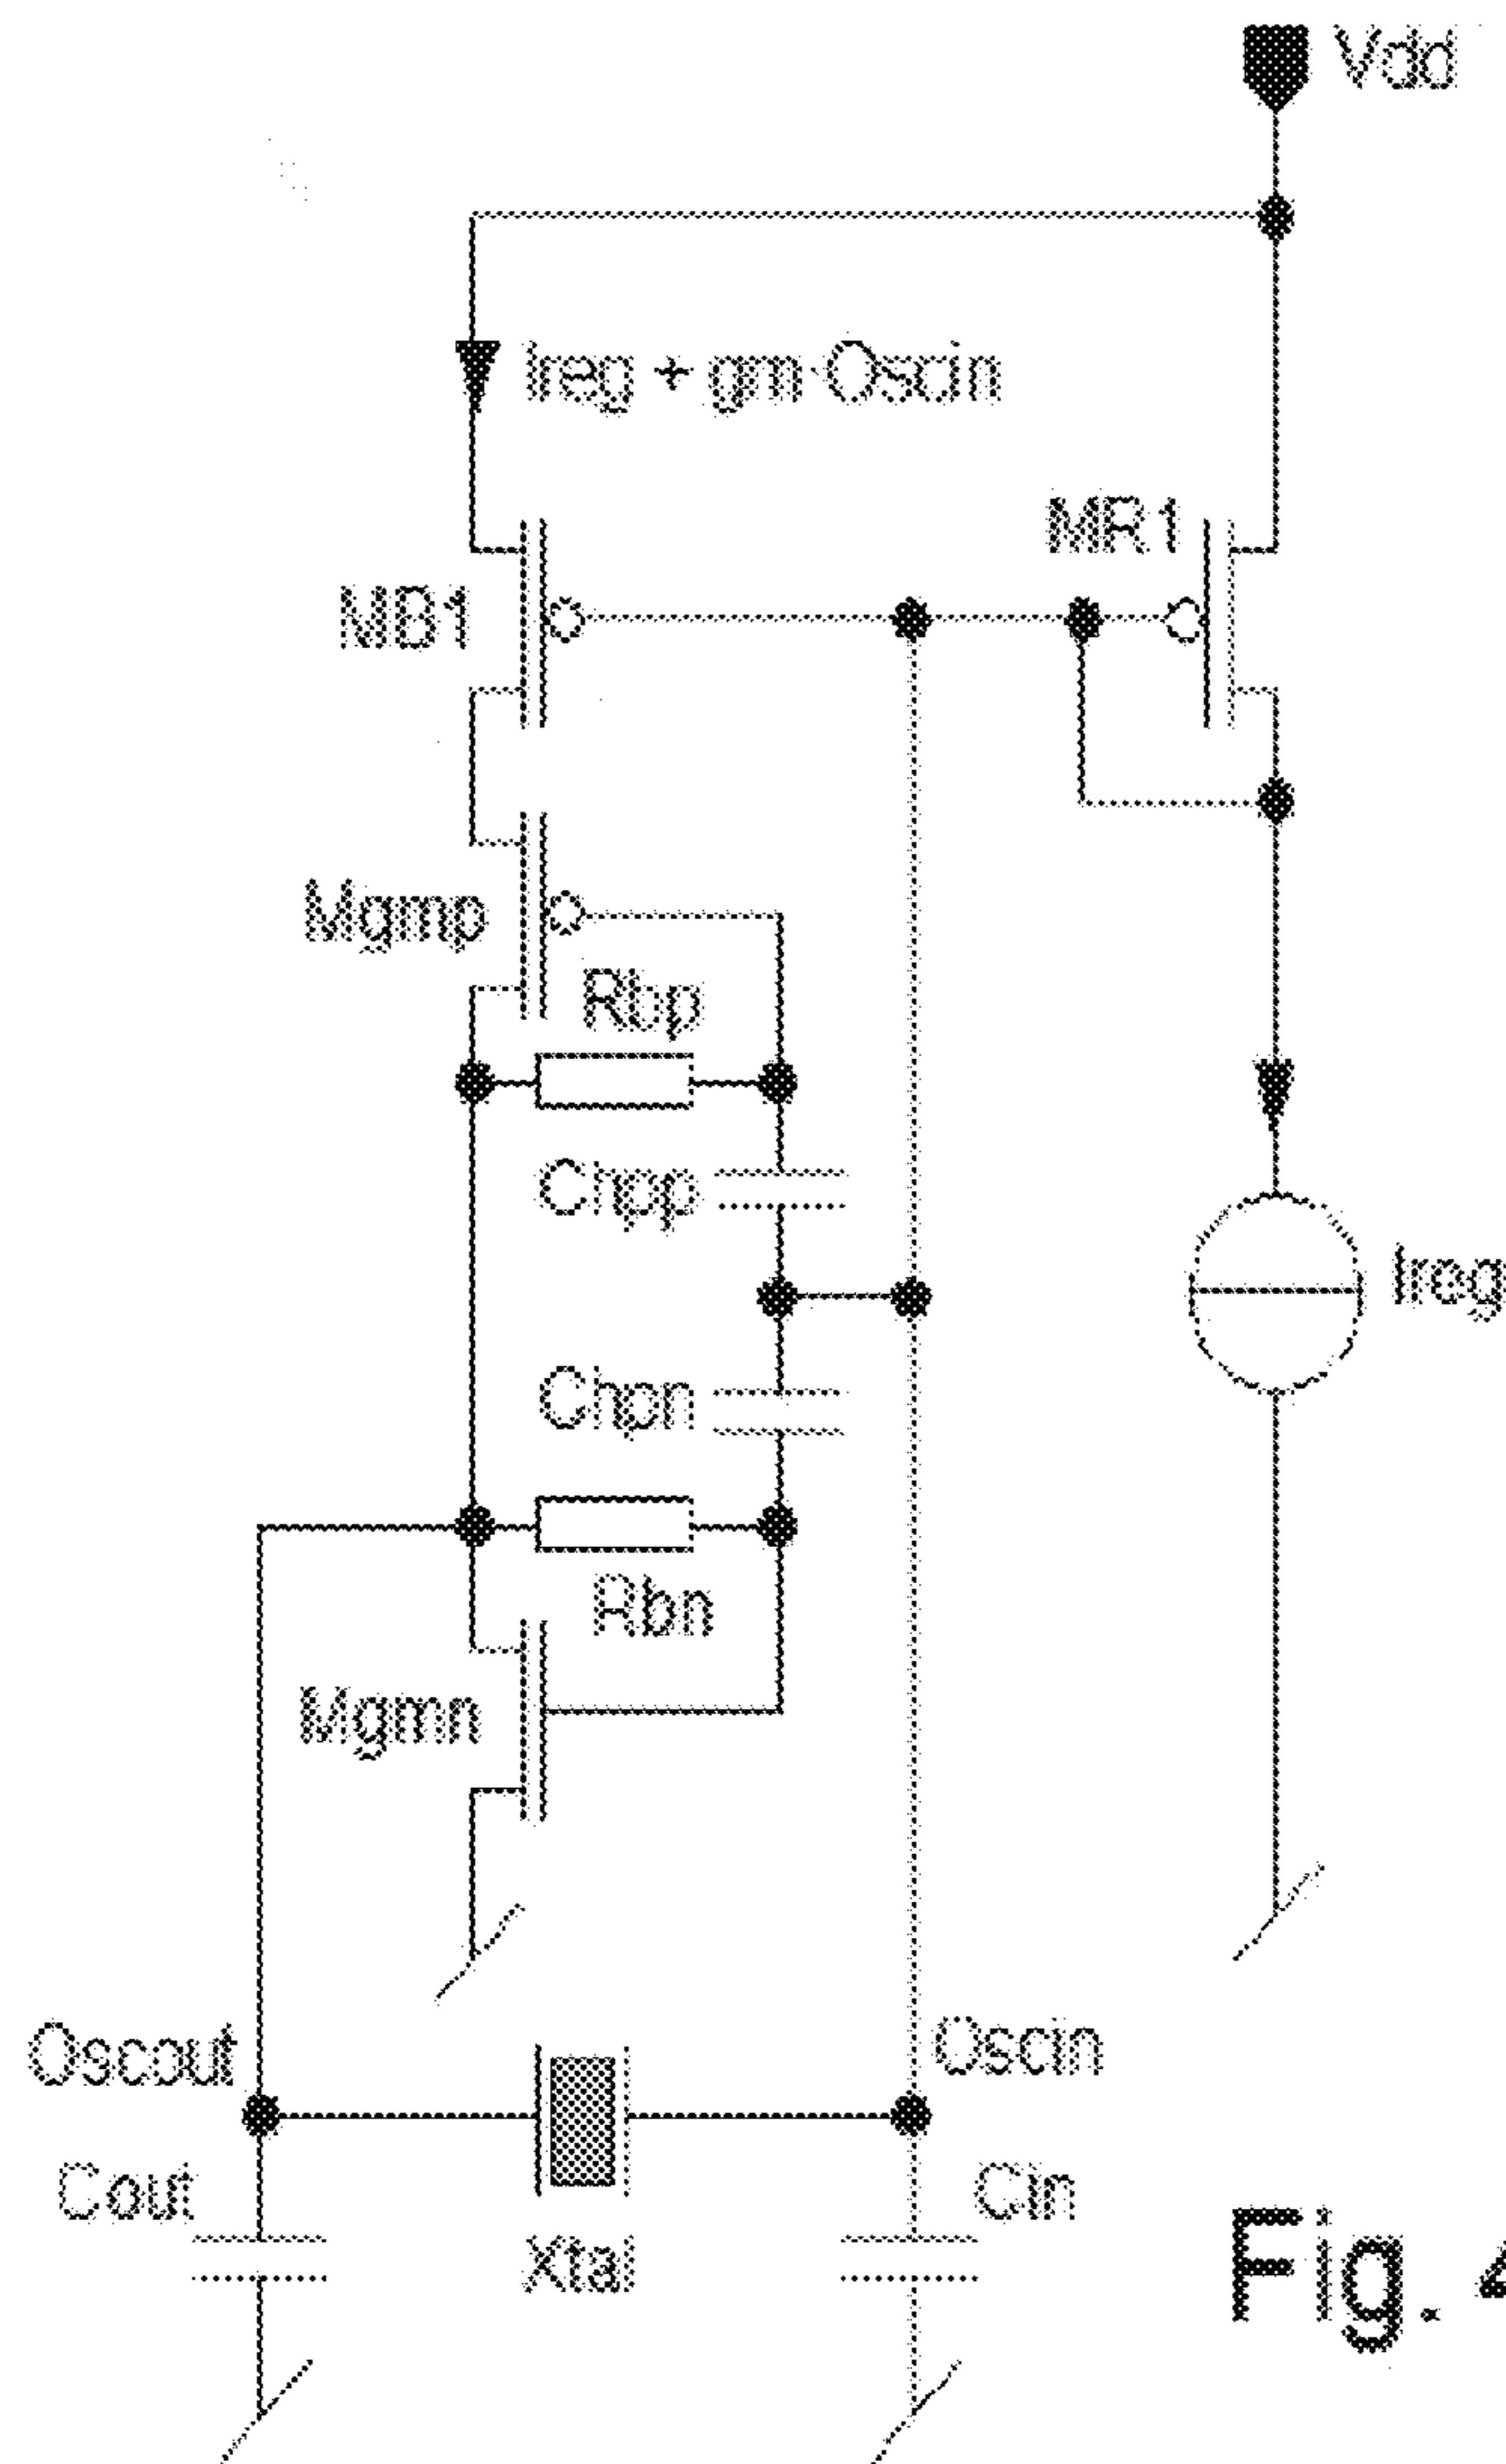 Vdd
Ireg + gm·Oscin
MR1
MB1
Mgmp
Rbp
Chpp
Ireg
Chpn
Rbn
Mgmn
Oscout
Oscin
Cout
Cin
Xtal
Fig. 4